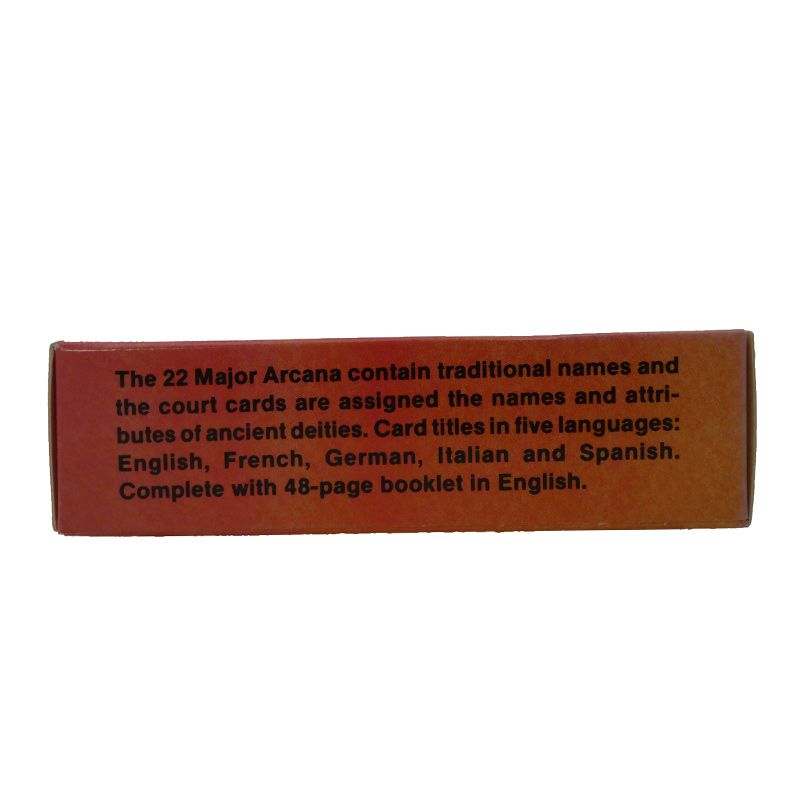 The 22 Major Arcana contain traditional names and
the court cards are assigned the names and attri-
butes of ancient deities. Card titles in five languages:
English, French, German, Italian and Spanish.
Complete with 48-page booklet in English.